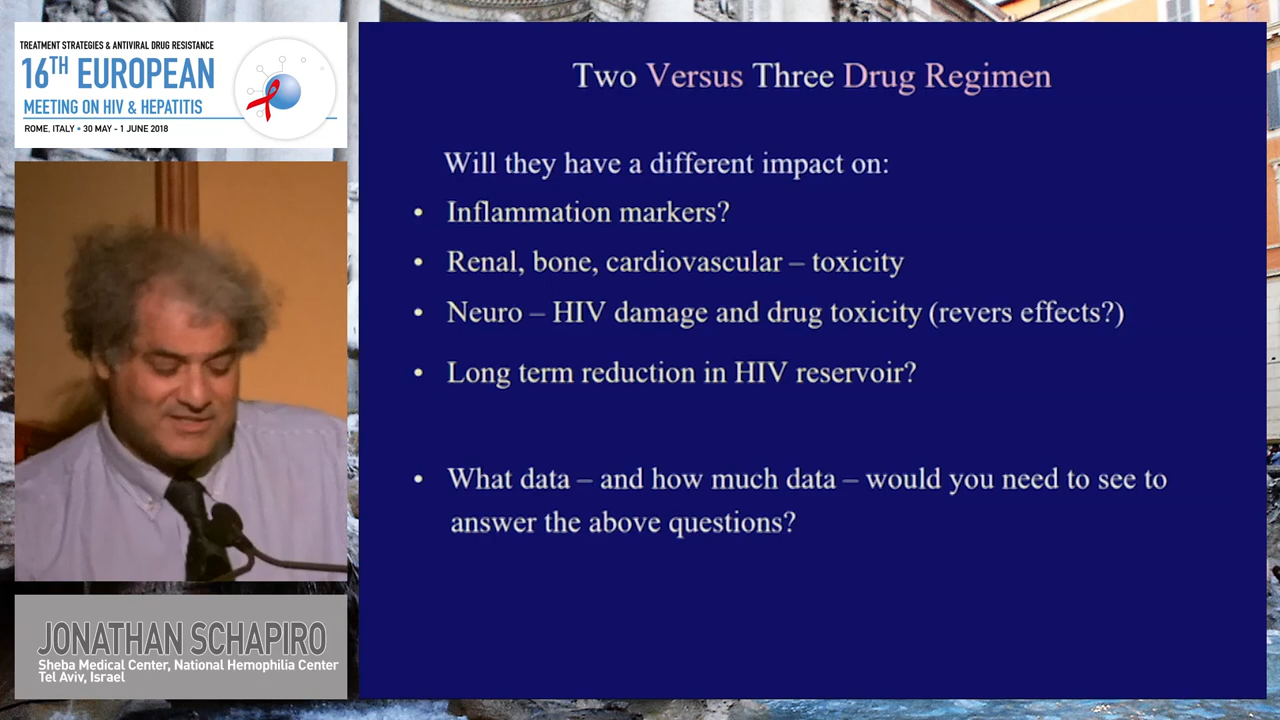 TREATMENT STRATEGIES & ANTIVIRAL DRUG RESISTANCE
16TH EUROPEAN
MEETING ON HIV & HEPATITIS
ROME, ITALY • 30 MAY - 1 JUNE 2018
JONATHAN SCHAPIRO
Sheba Medical Center, National Hemophilia Center
Tel Aviv, Israel
Two Versus Three Drug Regimen
Will they have a different impact on:
• Inflammation markers?
• Renal, bone, cardiovascular – toxicity
• Neuro – HIV damage and drug toxicity (revers effects?)
• Long term reduction in HIV reservoir?
• What data – and how much data – would you need to see to
answer the above questions?